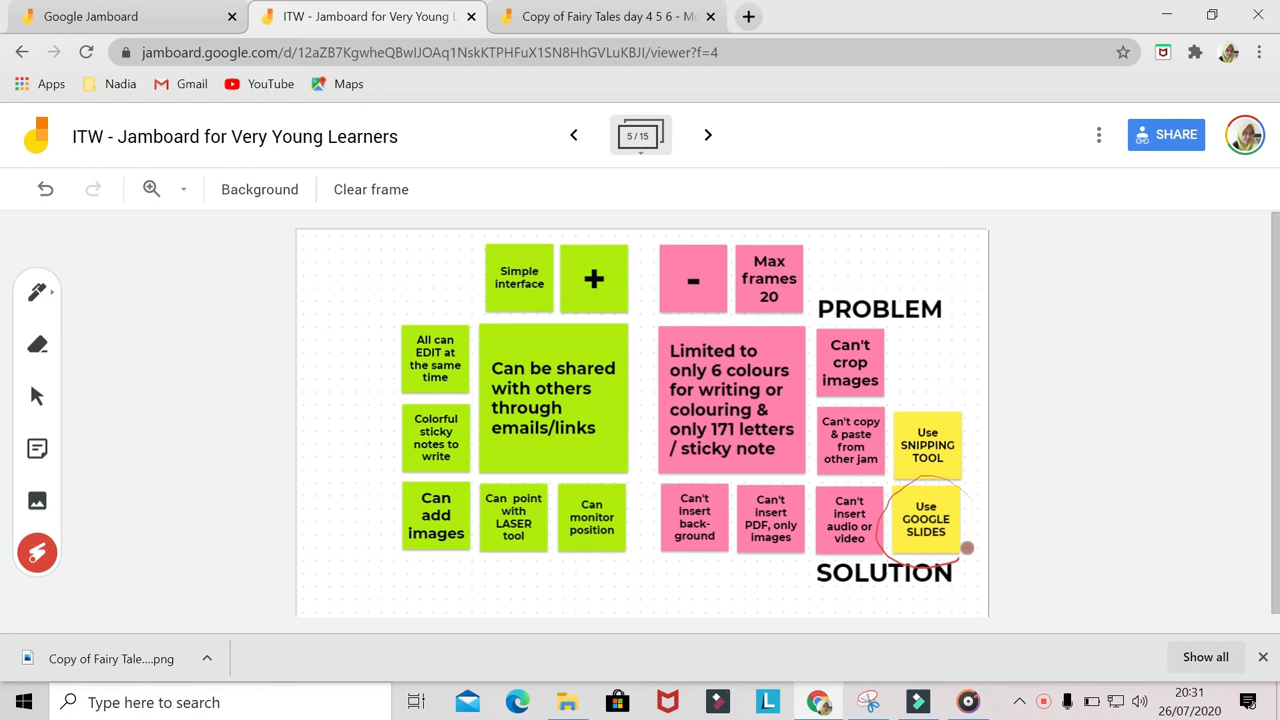 Google Jamboard
ITW - Jamboard for Very Young L
Copy of Fairy Tales day 4 5 6 - Mo
jamboard.google.com/d/12aZB7KgwheQBwIJOAq1NskKTPHFuX1SN8HhGVLuKBJI/viewer?f=4
Apps
Nadia
Gmail
YouTube
Maps
ITW - Jamboard for Very Young Learners
5 / 15
SHARE
Background
Clear frame
Simple
interface
+
-
Max
frames
20
PROBLEM
All can
EDIT at
the same
time
Can be shared
with others
through
emails/links
Limited to
only 6 colours
for writing or
colouring &
only 171 letters
/ sticky note
Can't
crop
images
Colorful
sticky
notes to
write
Can't copy
& paste
from
other jam
Use
SNIPPING
TOOL
Can
add
images
Can point
with
LASER
tool
Can
monitor
position
Can't
insert
back-
ground
Can't
insert
PDF, only
images
Can't
insert
audio or
video
Use
GOOGLE
SLIDES
SOLUTION
Copy of Fairy Tale....png
Show all
Type here to search
L
20:31
26/07/2020